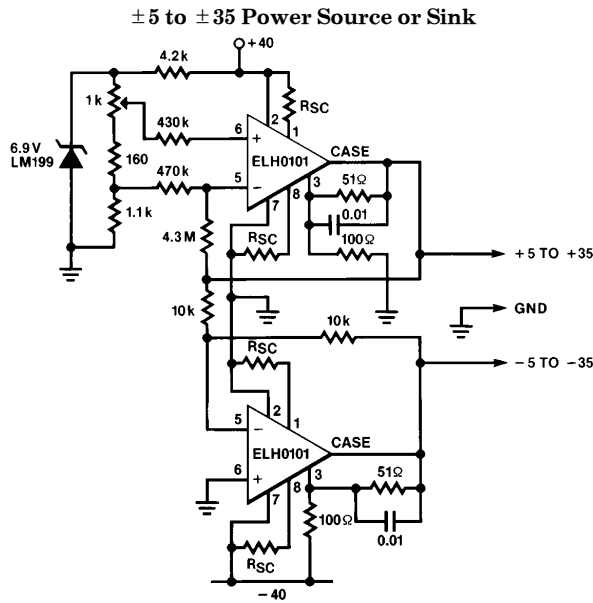 ±5 to ±35 Power Source or Sink
+40
4.2k
1k
RSC
2
1
430k
6
+
CASE
6.9V
LM199
160
ELH0101
470k
5
−
3
51Ω
8
7
0.01
1.1k
4.3M
RSC
100Ω
+5 TO +35
10k
GND
10k
RSC
−5 TO −35
2
1
5
−
CASE
ELH0101
6
+
3
51Ω
8
7
100Ω
0.01
RSC
−40